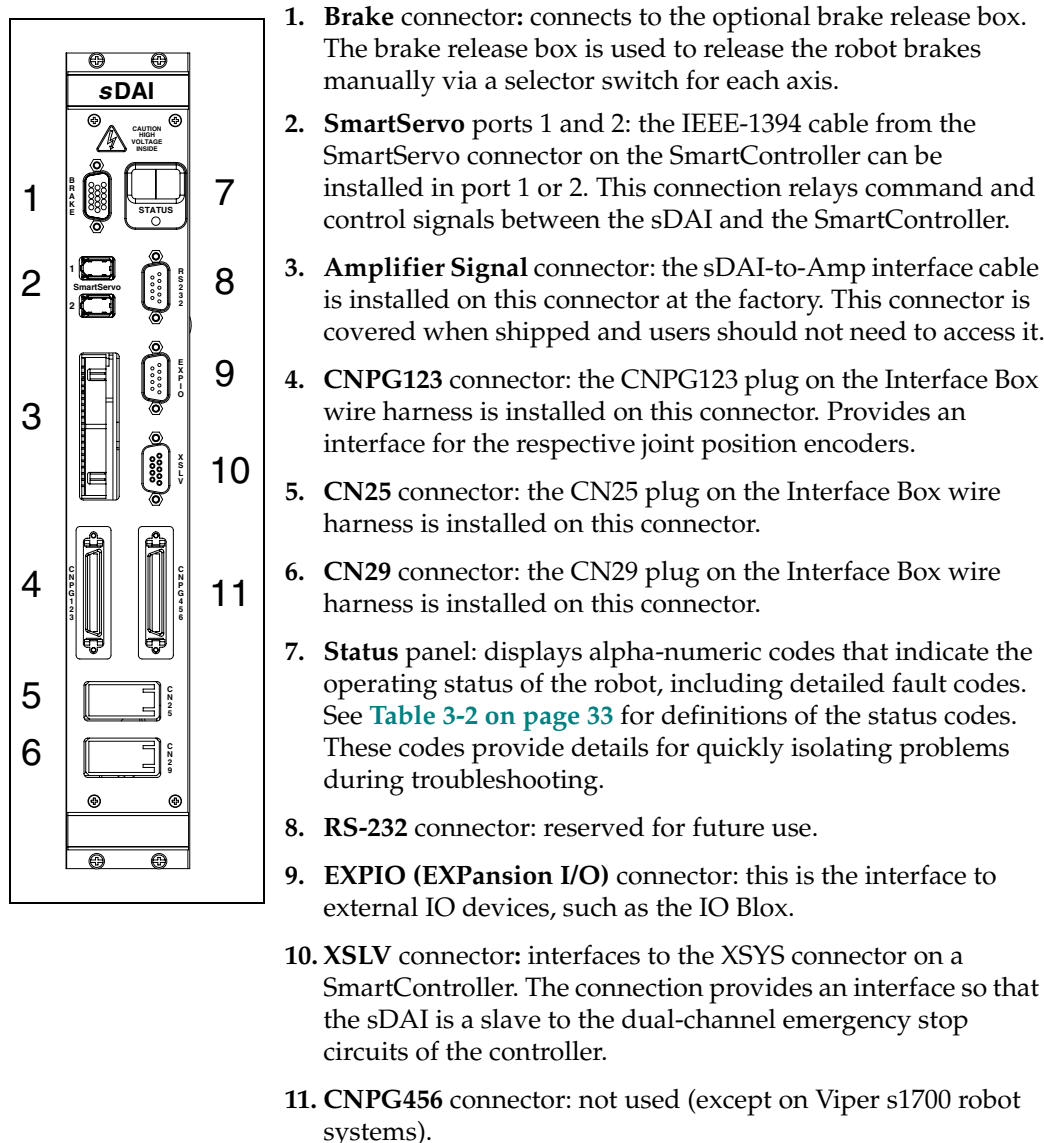 sDAI
CAUTION
HIGH
VOLTAGE
INSIDE
BRAKE
STATUS
1
7
1
SmartServo
2
RS232
2
8
EXPIO
9
3
XSLV
10
CNPG123
CNPG456
4
11
5
CN25
6
CN29
1. Brake connector: connects to the optional brake release box.
The brake release box is used to release the robot brakes
manually via a selector switch for each axis.
2. SmartServo ports 1 and 2: the IEEE-1394 cable from the
SmartServo connector on the SmartController can be
installed in port 1 or 2. This connection relays command and
control signals between the sDAI and the SmartController.
3. Amplifier Signal connector: the sDAI-to-Amp interface cable
is installed on this connector at the factory. This connector is
covered when shipped and users should not need to access it.
4. CNPG123 connector: the CNPG123 plug on the Interface Box
wire harness is installed on this connector. Provides an
interface for the respective joint position encoders.
5. CN25 connector: the CN25 plug on the Interface Box wire
harness is installed on this connector.
6. CN29 connector: the CN29 plug on the Interface Box wire
harness is installed on this connector.
7. Status panel: displays alpha-numeric codes that indicate the
operating status of the robot, including detailed fault codes.
See Table 3-2 on page 33 for definitions of the status codes.
These codes provide details for quickly isolating problems
during troubleshooting.
8. RS-232 connector: reserved for future use.
9. EXPIO (EXPansion I/O) connector: this is the interface to
external IO devices, such as the IO Blox.
10. XSLV connector: interfaces to the XSYS connector on a
SmartController. The connection provides an interface so that
the sDAI is a slave to the dual-channel emergency stop
circuits of the controller.
11. CNPG456 connector: not used (except on Viper s1700 robot
systems).